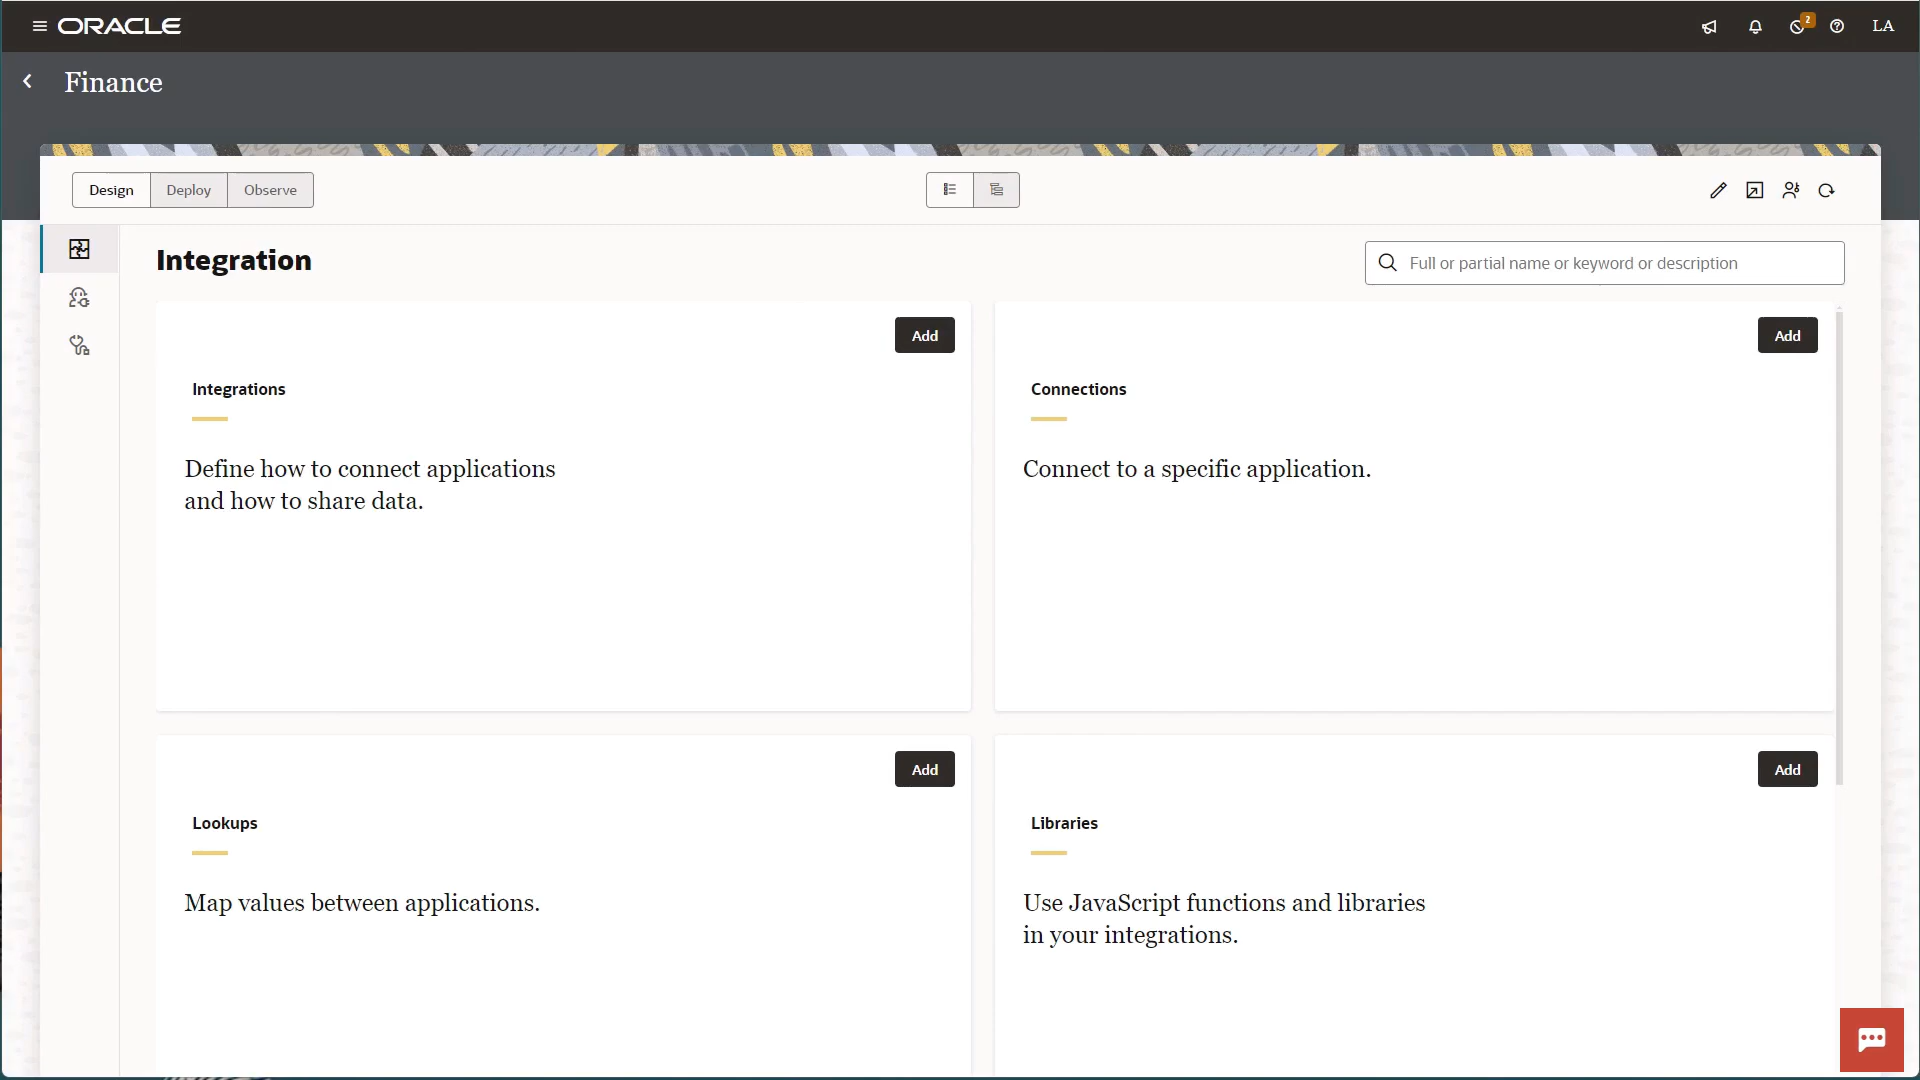 ORACLE
2
LA
Finance
Design
Deploy
Observe
Integration
Full or partial name or keyword or description
Add
Integrations
Define how to connect applications
and how to share data.
Add
Connections
Connect to a specific application.
Add
Lookups
Map values between applications.
Add
Libraries
Use JavaScript functions and libraries
in your integrations.